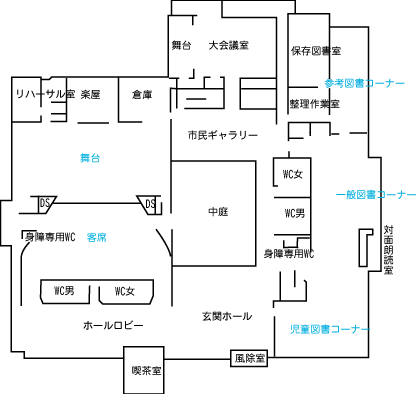 舞台 大会議室
保存図書室
参考図書コーナー
リハーサル室 楽屋 倉庫
整理作業室
市民ギャラリー
舞台
WC女
一般図書コーナー
DS DS
中庭
WC男
対面朗読室
身障専用WC 客席
身障専用WC
WC男 WC女
玄関ホール
ホールロビー
児童図書コーナー
風除室
喫茶室